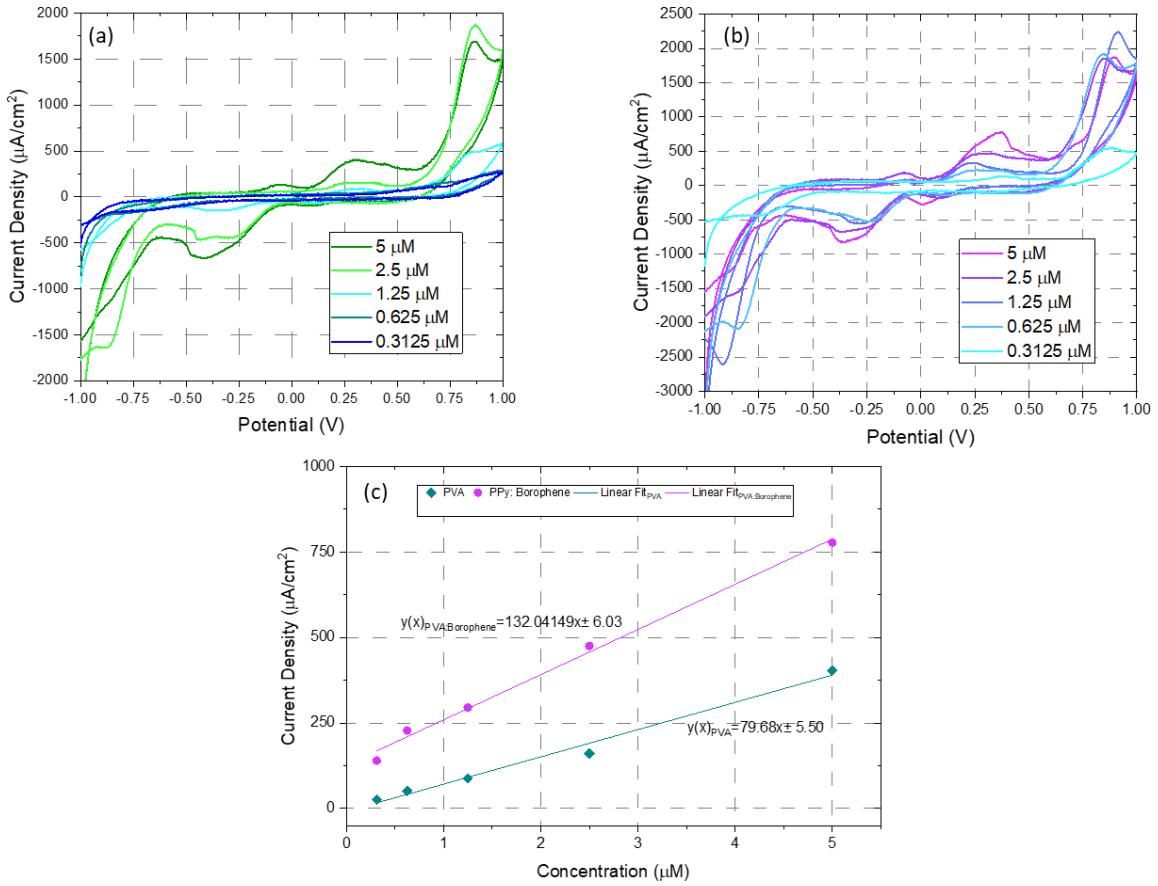 (a)
Current Density (μA/cm²)
2000
1500
1000
500
0
-500
-1000
-1500
-2000
5 μM
2.5 μM
1.25 μM
0.625 μM
0.3125 μM
-1.00 -0.75 -0.50 -0.25 0.00 0.25 0.50 0.75 1.00
Potential (V)
(b)
Current Density (μA/cm²)
2500
2000
1500
1000
500
0
-500
-1000
-1500
-2000
-2500
-3000
5 μM
2.5 μM
1.25 μM
0.625 μM
0.3125 μM
-1.00 -0.75 -0.50 -0.25 0.00 0.25 0.50 0.75 1.00
Potential (V)
(c)
PVA PPy: Borophene Linear Fit_PVA Linear Fit_PVA:Borophene
Current Density (μA/cm²)
1000
750
500
250
0
y(x)_PVA:Borophene=132.04149x± 6.03
y(x)_PVA=79.68x± 5.50
0 1 2 3 4 5
Concentration (μM)